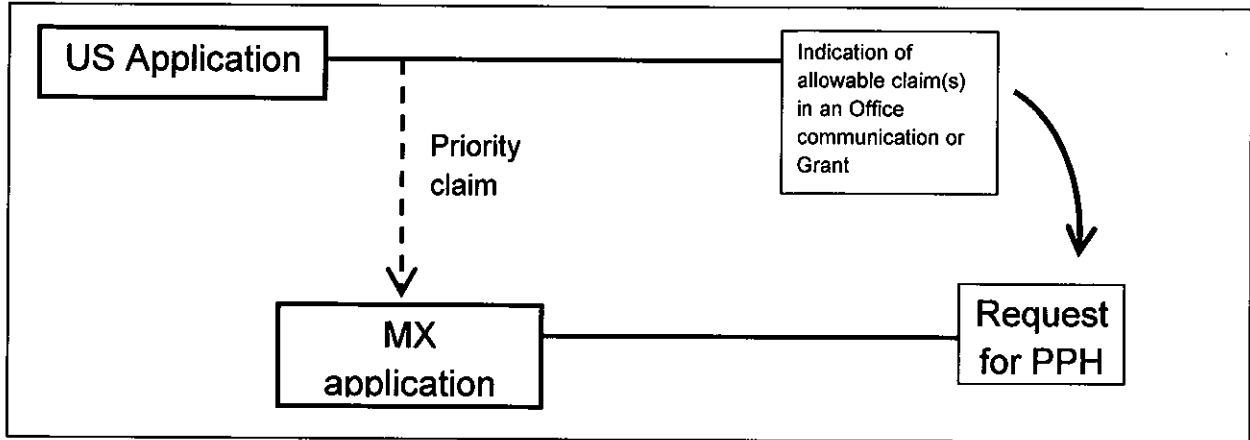 US Application
Indication of
allowable claim(s)
in an Office
communication or
Grant
Priority
claim
MX
application
Request
for PPH